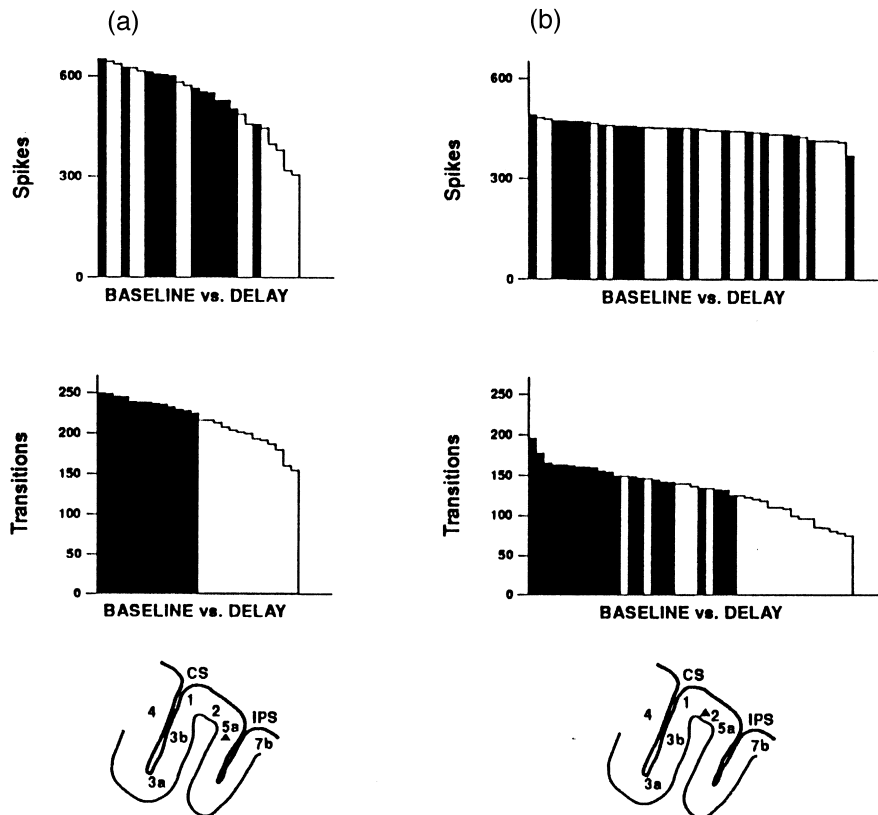 (a)
Spikes
600
300
0
BASELINE vs. DELAY
Transitions
250
200
150
100
50
0
BASELINE vs. DELAY
CS
4
1
2
5a
IPS
3b
7b
3a
(b)
Spikes
600
300
0
BASELINE vs. DELAY
Transitions
250
200
150
100
50
0
BASELINE vs. DELAY
CS
4
1
2
5a
IPS
3b
7b
3a